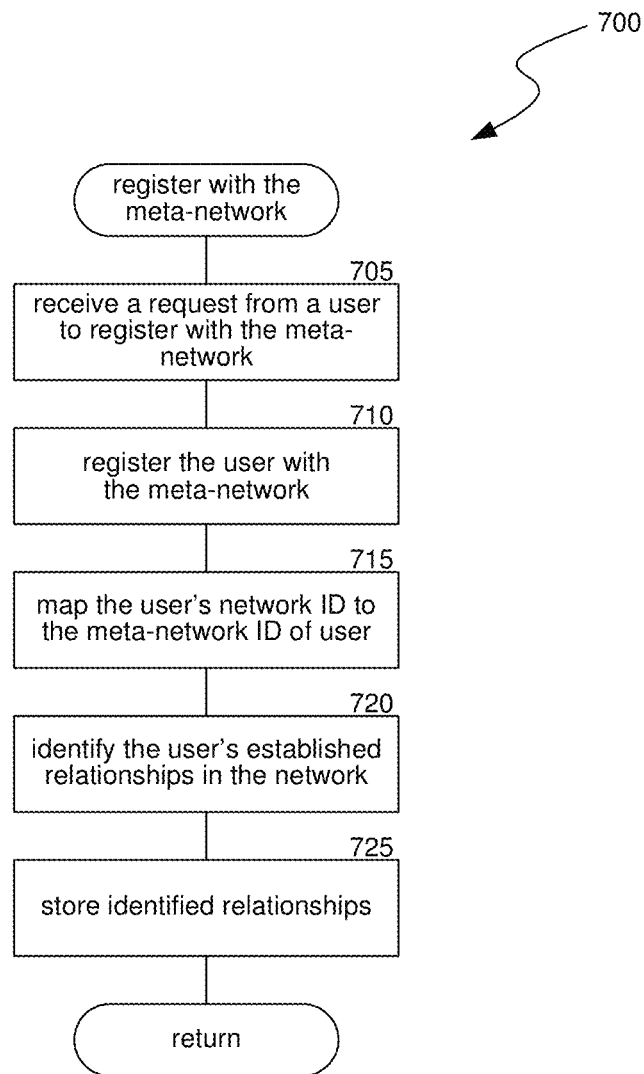 700
register with the
meta-network
705
receive a request from a user
to register with the meta-
network
710
register the user with
the meta-network
715
map the user's network ID to
the meta-network ID of user
720
identify the user's established
relationships in the network
725
store identified relationships
return